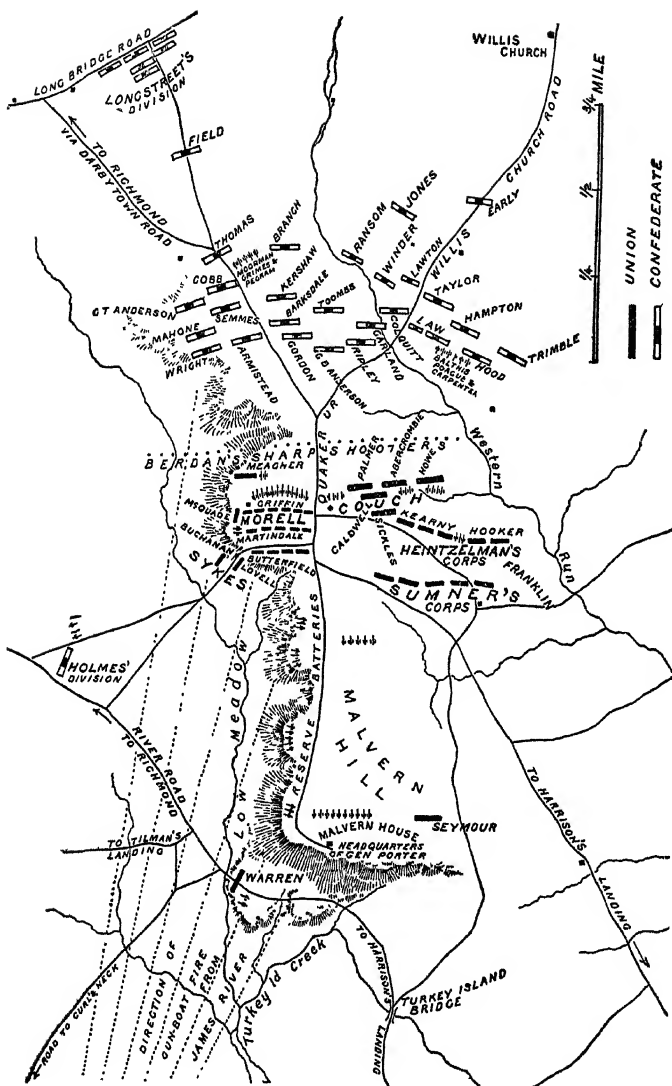 WILLIS
CHURCH
LONG BRIDGE ROAD
LONGSTREET'S
DIVISION
FIELD
TO RICHMOND
VIA DARBYTOWN ROAD
WILLIS
CHURCH ROAD
3/4 MILE
1/2
1/4
UNION
CONFEDERATE
JONES
RANSOM
WINDER
EARLY
LAWTON
TAYLOR
HAMPTON
TRIMBLE
HOOD
LAW
BALTHIS
POAGUE &
CARPENTER
COLQUITT
GARLAND
RIPLEY
G B ANDERSON
GORDON
TOOMBS
BARKSDALE
KERSHAW
BRANCH
THOMAS
MOORMAN
GRIMES &
PEGRAM
COBB
SEMMES
G T ANDERSON
MAHONE
WRIGHT
ARMISTEAD
QUAKER OR
BERDAN'S SHARPSHOOTERS
MEAGHER
PALMER
ABERCROMBIE
HOWE
COUCH
GRIFFIN
MORELL
MARTINDALE
BUTTERFIELD
MCQUADE
BUCHANAN
SYKES
LOVELL
CALDWELL
SICKLES
KEARNY
HOOKER
HEINTZELMAN'S
CORPS
FRANKLIN
SUMNER'S
CORPS
Western Run
HOLMES'
DIVISION
RIVER ROAD
TO RICHMOND
Low Meadow
RESERVE BATTERIES
MALVERN
HILL
MALVERN HOUSE
HEADQUARTERS
OF GEN PORTER
SEYMOUR
WARREN
TO TILMAN'S
LANDING
ROAD TO CURL'S NECK
DIRECTION OF
GUN-BOAT FIRE
FROM
JAMES RIVER
Turkey Id Creek
TO HARRISON'S
LANDING
TURKEY ISLAND
BRIDGE
TO HARRISON'S
LANDING